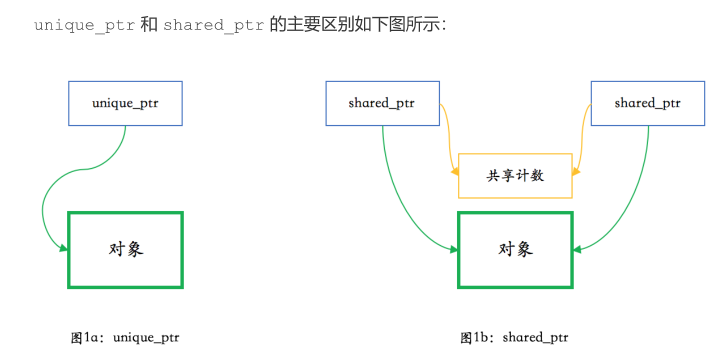 unique_ptr 和 shared_ptr 的主要区别如下图所示：
unique_ptr
shared_ptr
shared_ptr
共享计数
对象
对象
图1a：unique_ptr
图1b：shared_ptr